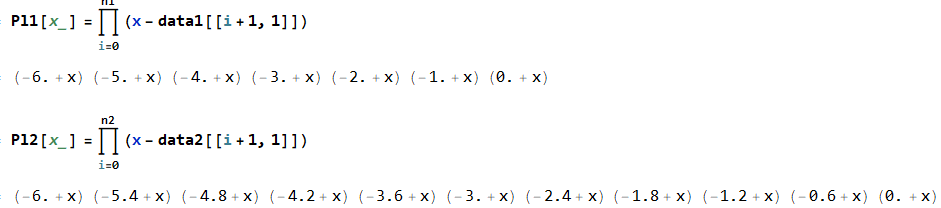 n1
Pl1[x_] = ∏ (x - data1[[i + 1, 1]])
i=0
(-6. + x) (-5. + x) (-4. + x) (-3. + x) (-2. + x) (-1. + x) (0. + x)
n2
Pl2[x_] = ∏ (x - data2[[i + 1, 1]])
i=0
(-6. + x) (-5.4 + x) (-4.8 + x) (-4.2 + x) (-3.6 + x) (-3. + x) (-2.4 + x) (-1.8 + x) (-1.2 + x) (-0.6 + x) (0. + x)